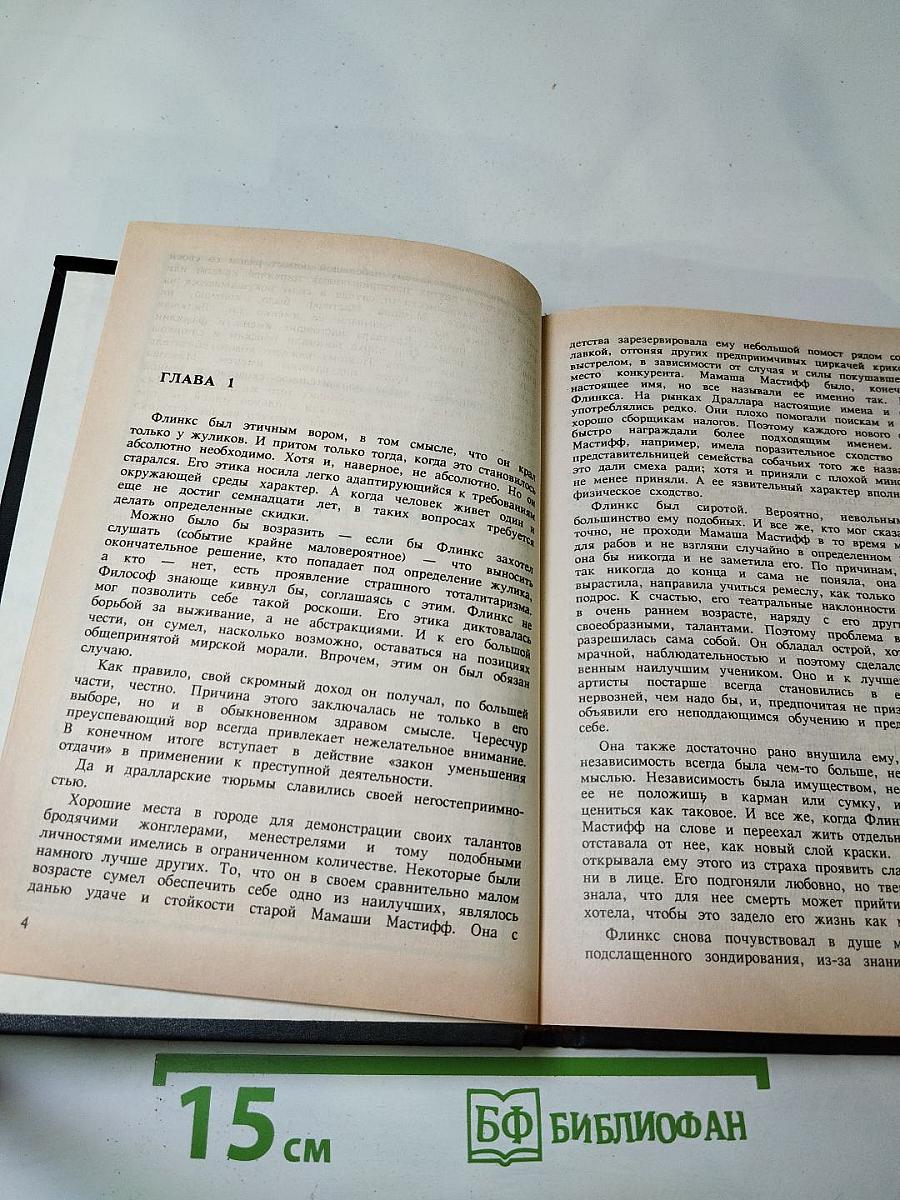 ГЛАВА 1
Флинкс был этичным вором, в том смысле, что он крал
только у жуликов. И притом только тогда, когда это становилось
абсолютно необходимо. Хотя и, наверное, не абсолютно. Но он
старался. Его этика носила легко адаптирующийся к требованиям
окружающей среды характер. А когда человек живет один и
еще не достиг семнадцати лет, в таких вопросах требуется
делать определенные скидки.
Можно было бы возразить — если бы Флинкс захотел
слушать (событие крайне маловероятное) — что выносить
окончательное решение, кто попадает под определение жулика,
а кто — нет, есть проявление страшного тоталитаризма.
Философ знающе кивнул бы, соглашаясь с этим. Флинкс не
мог позволить себе такой роскоши. Его этика диктовалась
борьбой за выживание, а не абстракциями. И к его большой
чести, он сумел, насколько возможно, оставаться на позициях
общепринятой мирской морали. Впрочем, этим он был обязан
случаю.
Как правило, свой скромный доход он получал, по большей
части, честно. Причина этого заключалась не только в его
выборе, но и в обыкновенном здравом смысле. Чересчур
преуспевающий вор всегда привлекает нежелательное внимание.
В конечном итоге вступает в действие «закон уменьшения
отдачи» в применении к преступной деятельности.
Да и дралларские тюрьмы славились своей негостеприимно-
стью.
Хорошие места в городе для демонстрации своих талантов
бродячими жонглерами, менестрелями и тому подобными
личностями имелись в ограниченном количестве. Некоторые были
намного лучше других. То, что он в своем сравнительно малом
возрасте сумел обеспечить себе одно из наилучших, являлось
данью удаче и стойкости старой Мамаши Мастифф. Она с
4
детства зарезервировала ему небольшой помост рядом со
лавкой, отгоняя других предприимчивых циркачей
выстрелом, в зависимости от случая и силы
место конкурента. Мамаша Мастифф было,
настоящее имя, но все называли ее именно так.
Флинкса. На рынках Драллара настоящие имена и
употреблялись редко. Они плохо помогали поискам и
хорошо сборщикам налогов. Поэтому каждого нового
быстро награждали более подходящим именем.
Мастифф, например, имела поразительное сходство
представительницей семейства собачьих того же
это дали смеха ради; хотя и приняли с плохой
не менее приняли. А ее язвительный характер
физическое сходство.
Флинкс был сиротой. Вероятно,
большинство ему подобных. И все же, кто мог
точно, не проходи Мамаша Мастифф в то время
для рабов и не взгляни случайно в определенном
она бы никогда и не заметила его. По причинам,
так никогда до конца и сама не поняла, она
вырастила, направила учиться ремеслу, как только
подрос. К счастью, его театральные наклонности
в очень раннем возрасте, наряду с его
своеобразными, талантами. Поэтому проблема
разрешилась сама собой. Он обладал острой,
мрачной, наблюдательностью и поэтому сделался
венным наилучшим учеником. Оно и к лучшему
артисты постарше всегда становились в
нервозней, чем надо бы, и, предпочитая не
объявили его неподдающимся обучению и
себе.
Она также достаточно рано внушила ему,
независимость всегда была чем-то больше,
мыслью. Независимость была имуществом,
ее не положишь в карман или сумку, и
цениться как таковое. И все же, когда
Мастифф на слове и переехал жить
отставала от нее, как новый слой краски.
открывала ему этого из страха проявить
ни в лице. Его подгоняли любовно, но
знала, что для нее смерть может
хотела, чтобы это задело его жизнь как
Флинкс снова почувствовал в душе
подслащенного зондирования, из-за
15 см
БФ БИБЛИОФАН